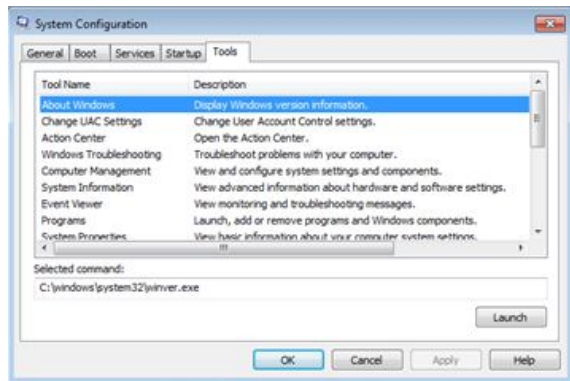 System Configuration
General Boot Services Startup Tools
Tool Name Description
About Windows Display Windows version information.
Change UAC Settings Change User Account Control settings.
Action Center Open the Action Center.
Windows Troubleshooting Troubleshoot problems with your computer.
Computer Management View and configure system settings and components.
System Information View advanced information about hardware and software settings.
Event Viewer View monitoring and troubleshooting messages.
Programs Launch, add or remove programs and Windows components.
System Properties View basic information about your computer system settings.
Selected command:
C:\windows\system32\winver.exe
Launch
OK Cancel Apply Help